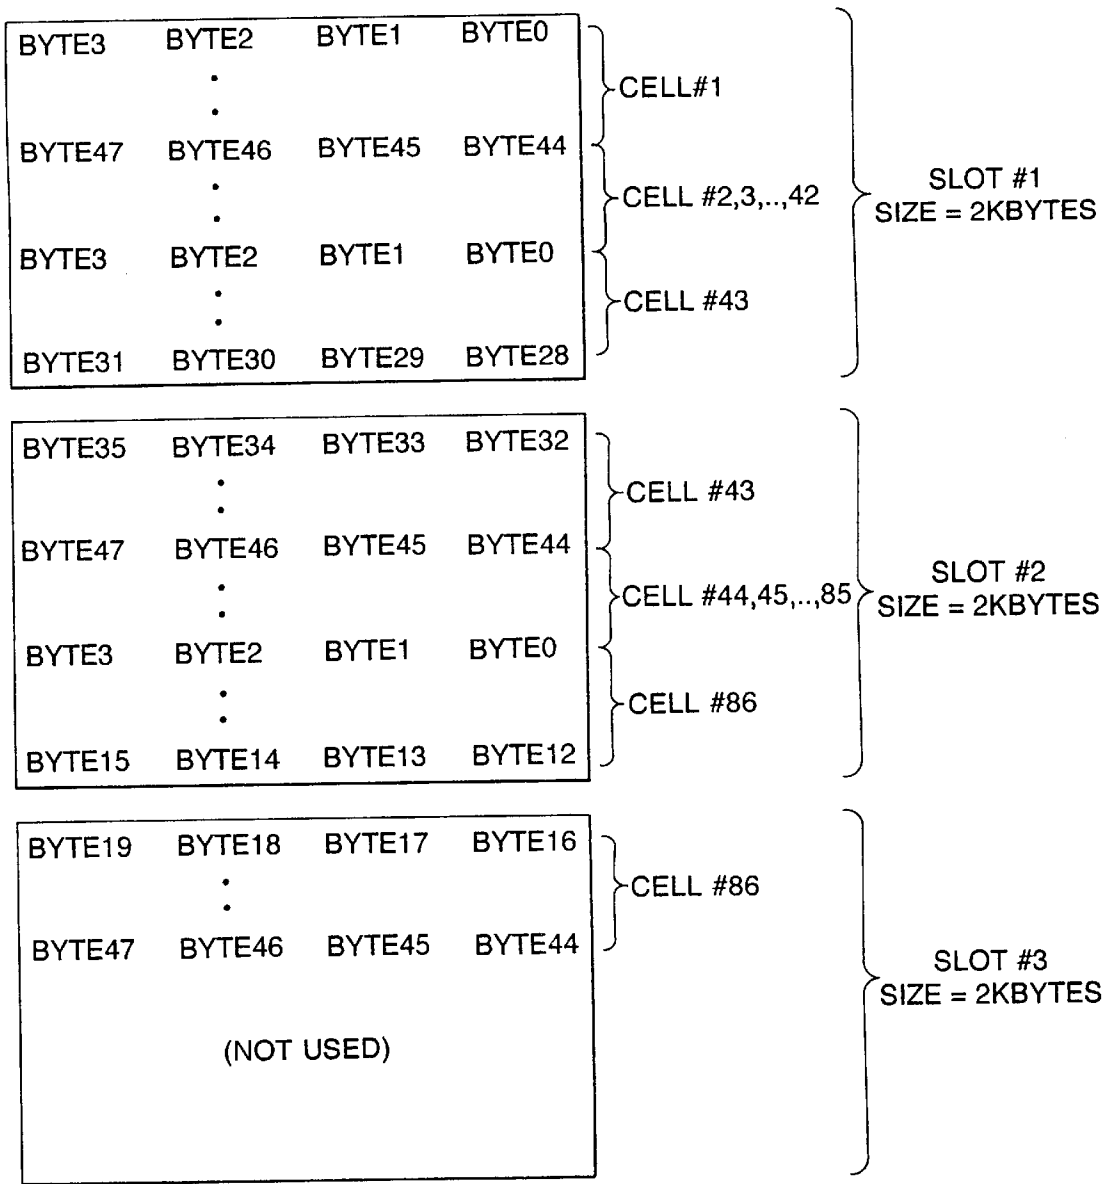 BYTE3 BYTE2 BYTE1 BYTE0
CELL#1
BYTE47 BYTE46 BYTE45 BYTE44
CELL #2,3,..,42
SLOT #1
SIZE = 2KBYTES
BYTE3 BYTE2 BYTE1 BYTE0
CELL #43
BYTE31 BYTE30 BYTE29 BYTE28
BYTE35 BYTE34 BYTE33 BYTE32
CELL #43
BYTE47 BYTE46 BYTE45 BYTE44
CELL #44,45,..,85
SLOT #2
SIZE = 2KBYTES
BYTE3 BYTE2 BYTE1 BYTE0
CELL #86
BYTE15 BYTE14 BYTE13 BYTE12
BYTE19 BYTE18 BYTE17 BYTE16
CELL #86
BYTE47 BYTE46 BYTE45 BYTE44
SLOT #3
SIZE = 2KBYTES
(NOT USED)